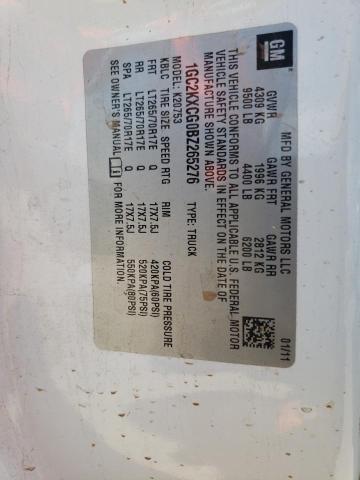 GM
MFD BY GENERAL MOTORS LLC
01/11
GVWR GAWR FRT GAWR RR
4309 KG 1996 KG 2812 KG
9500 LB 4400 LB 6200 LB
THIS VEHICLE CONFORMS TO ALL APPLICABLE U.S. FEDERAL MOTOR
VEHICLE SAFETY STANDARDS IN EFFECT ON THE DATE OF
MANUFACTURE SHOWN ABOVE.
1GC2KXCG0BZ265276 TYPE: TRUCK
MODEL: K20753
KBLC TIRE SIZE SPEED RTG RIM COLD TIRE PRESSURE
FRT LT265/70R17E Q 17X7.5J 420KPA(60PSI)
RR LT265/70R17E Q 17X7.5J 520KPA(75PSI)
SPA LT265/70R17E Q 17X7.5J 550KPA(80PSI)
SEE OWNER'S MANUAL FOR MORE INFORMATION.